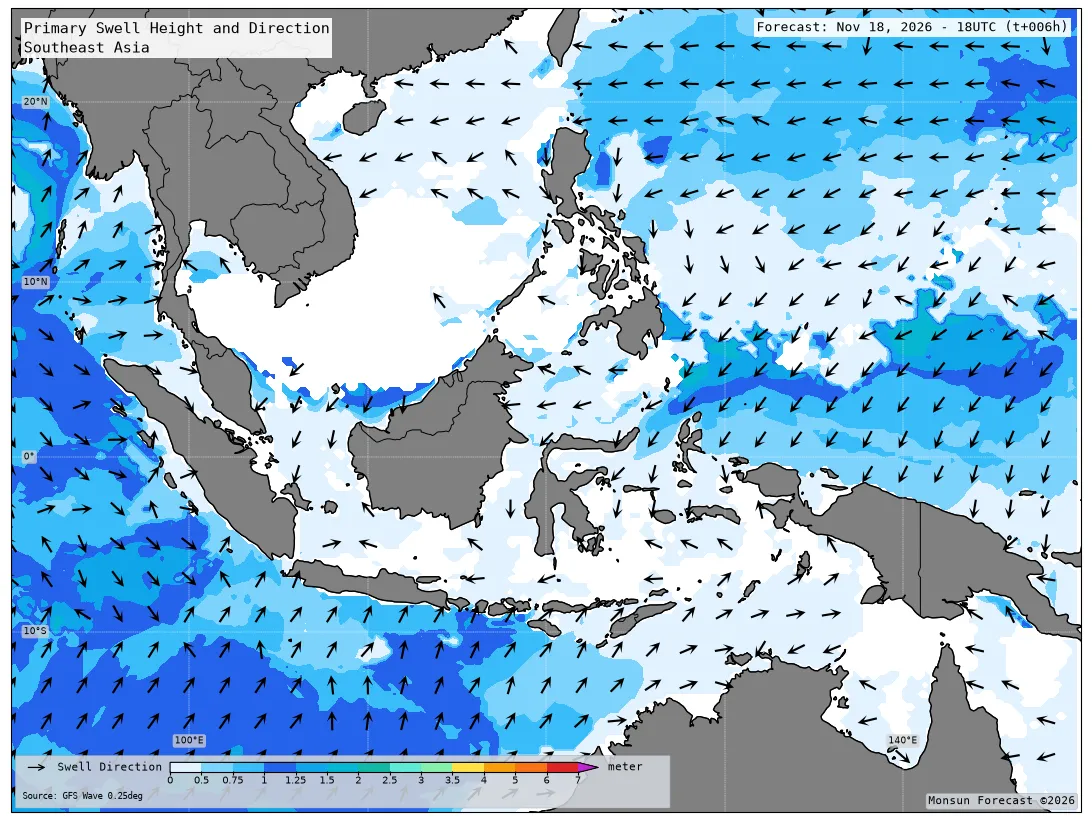 Primary Swell Height and Direction
Southeast Asia
Forecast: Nov 18, 2026 - 18UTC (t+006h)
20°N
10°N
0°
10°S
100°E
140°E
Swell Direction
meter
0 0.5 0.75 1 1.25 1.5 2 2.5 3 3.5 4 5 6 7
Source: GFS Wave 0.25deg
Monsun Forecast ©2026